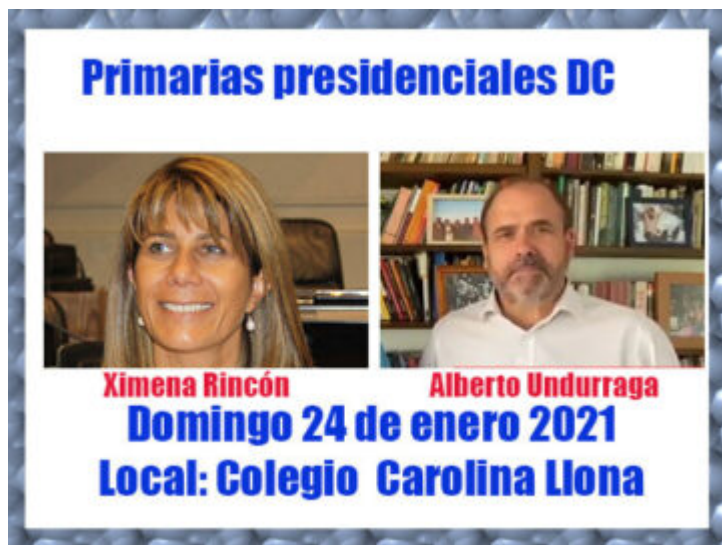 Primarias presidenciales DC
Ximena Rincón
Alberto Undurraga
Domingo 24 de enero 2021
Local: Colegio Carolina Llona